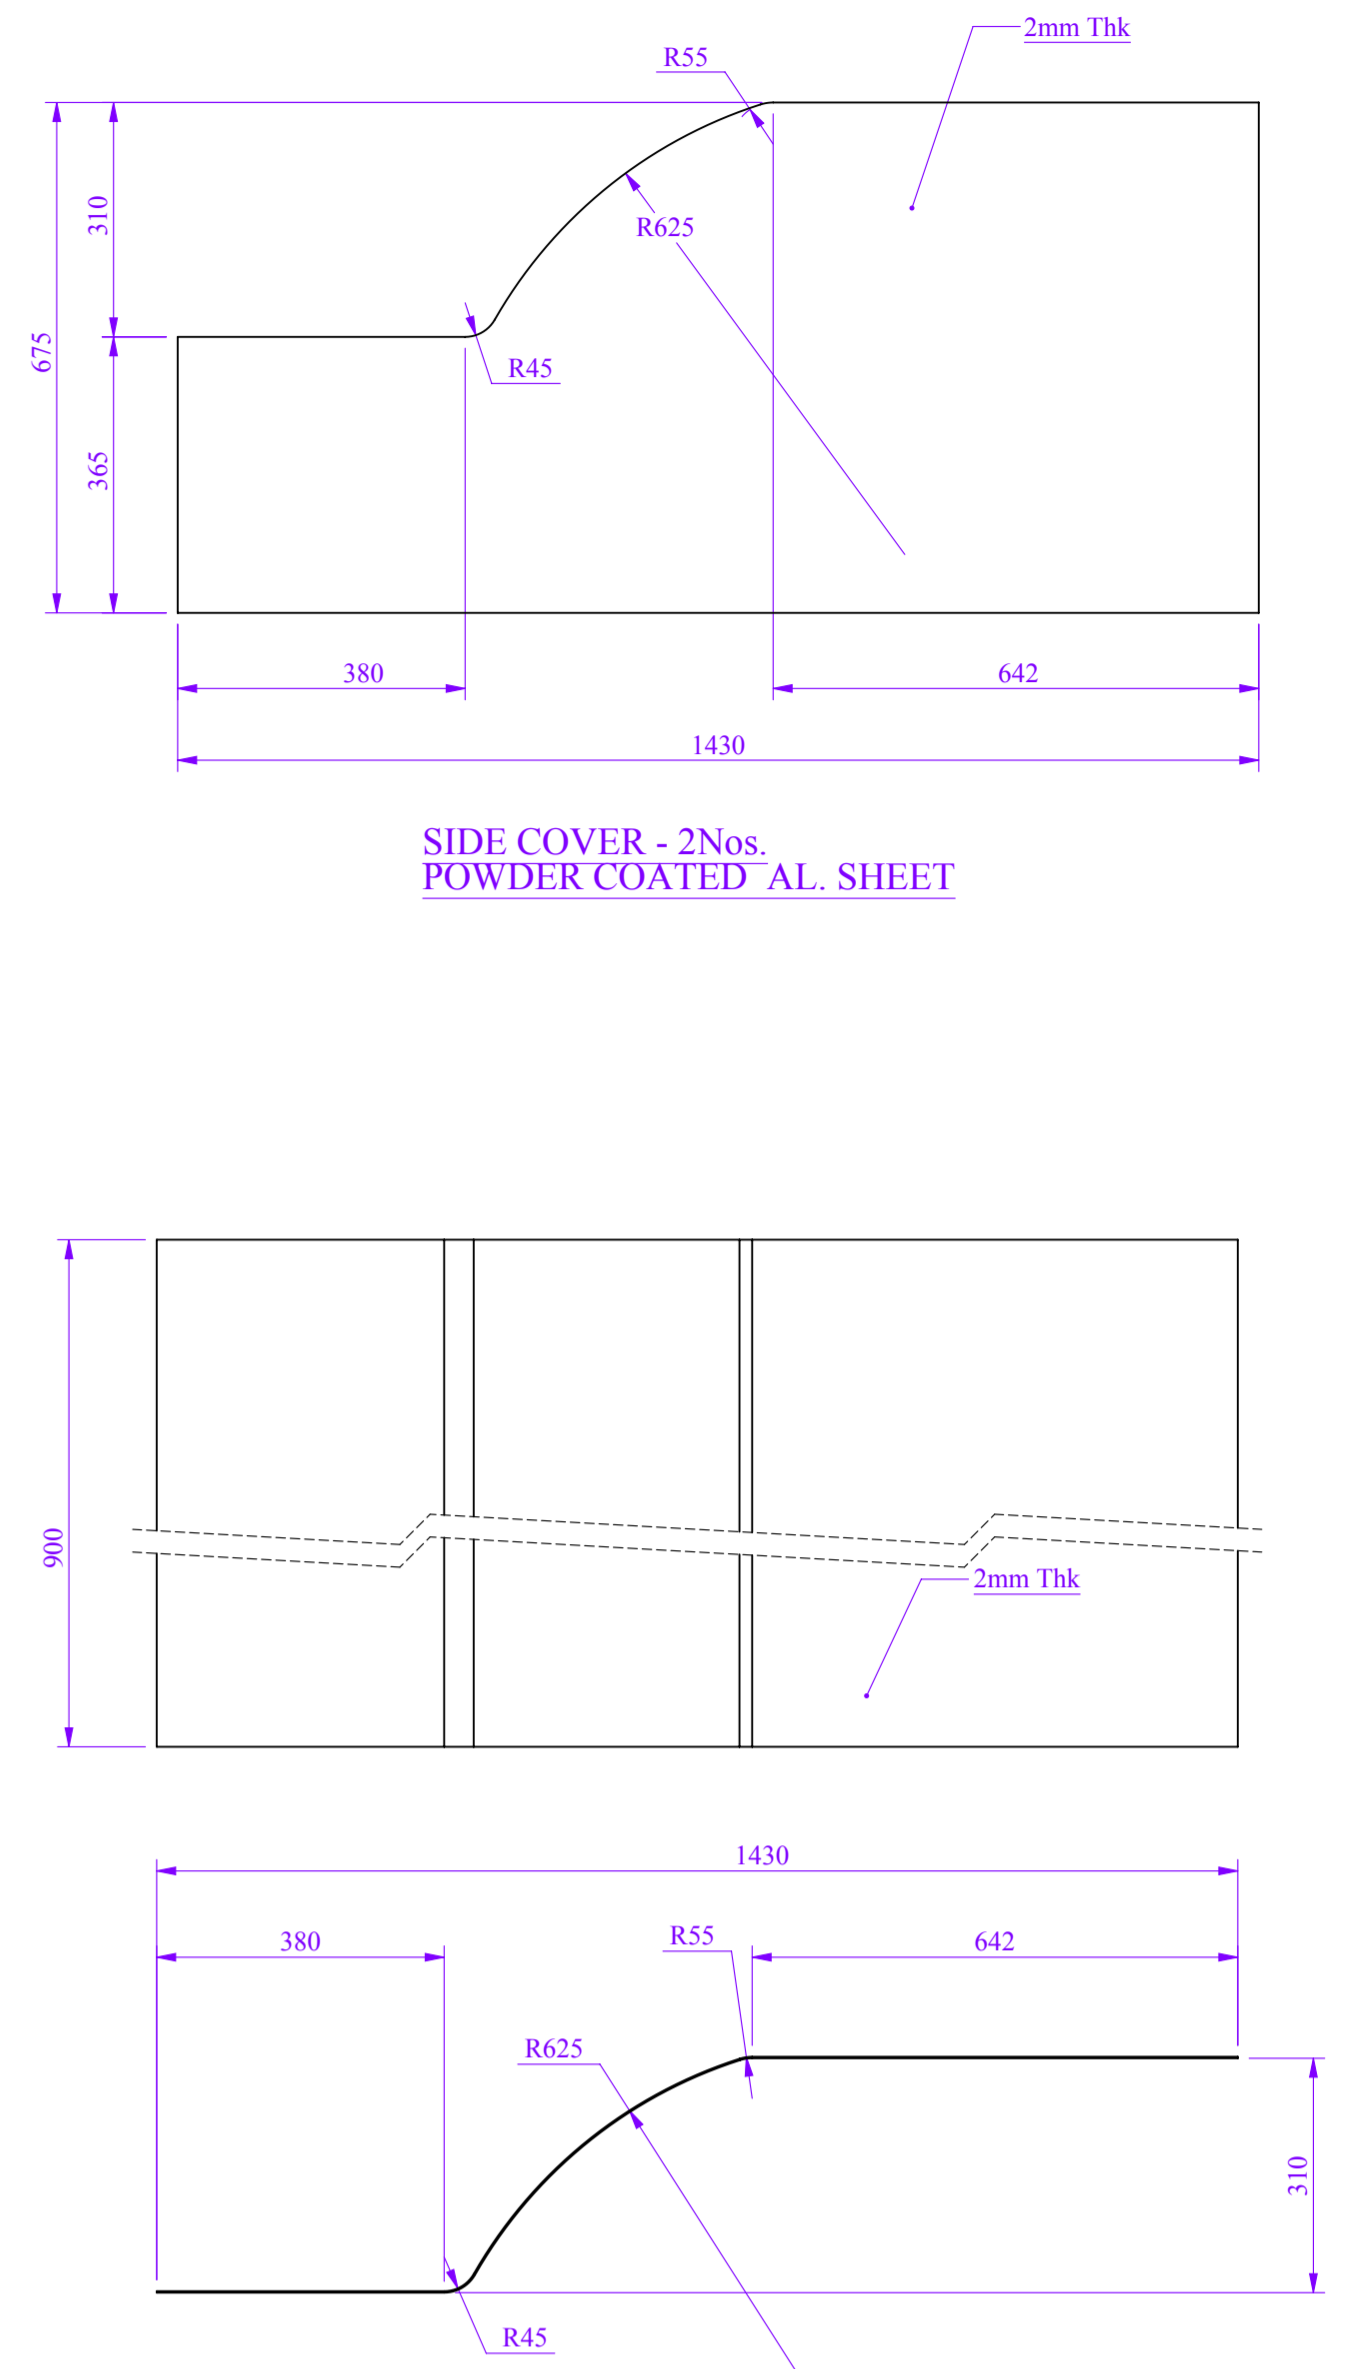 2mm Thk
R55
310
R625
675
R45
365
380
642
1430
SIDE COVER - 2Nos.
POWDER COATED AL. SHEET
900
2mm Thk
1430
380
R55
642
R625
310
R45